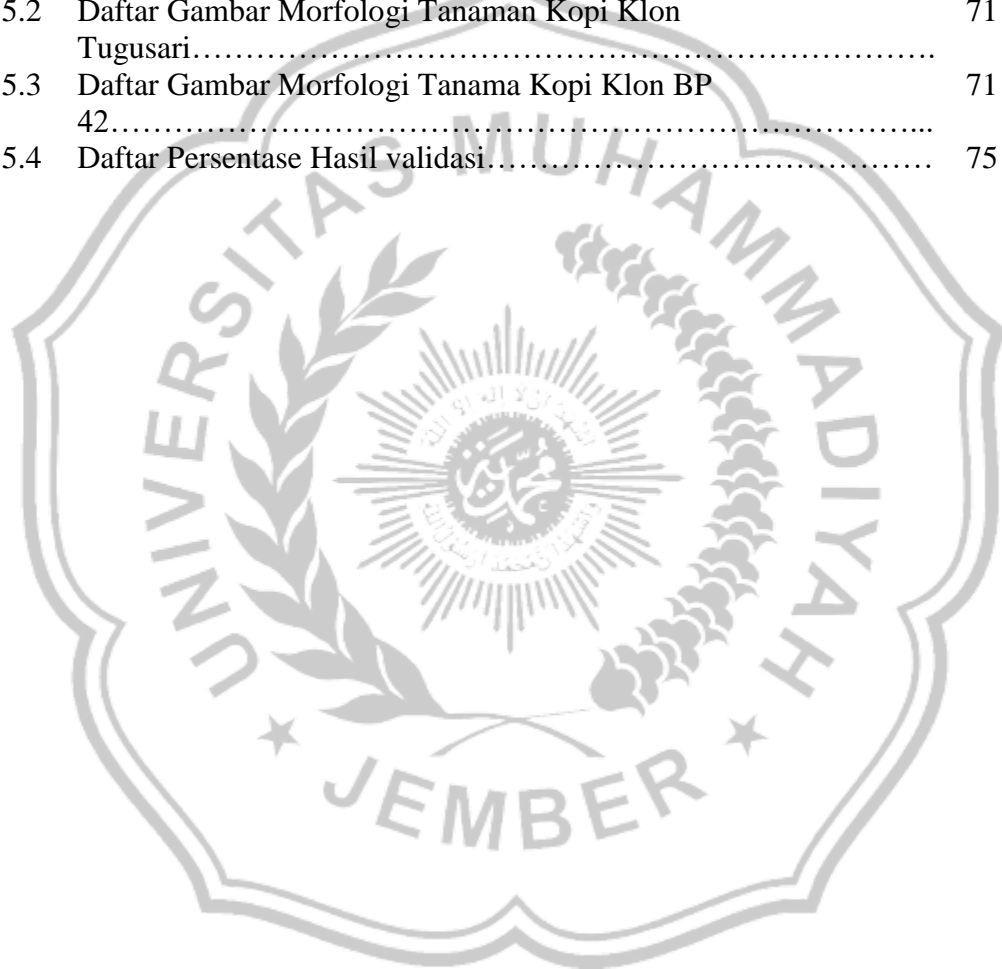 5.2 Daftar Gambar Morfologi Tanaman Kopi Klon 71
Tugusari…………………………………………………………………….
5.3 Daftar Gambar Morfologi Tanama Kopi Klon BP 71
42…………………………………………………………………………...
5.4 Daftar Persentase Hasil validasi…………………………………… 75
UNIVERSITAS MUHAMMADIYAH
JEMBER